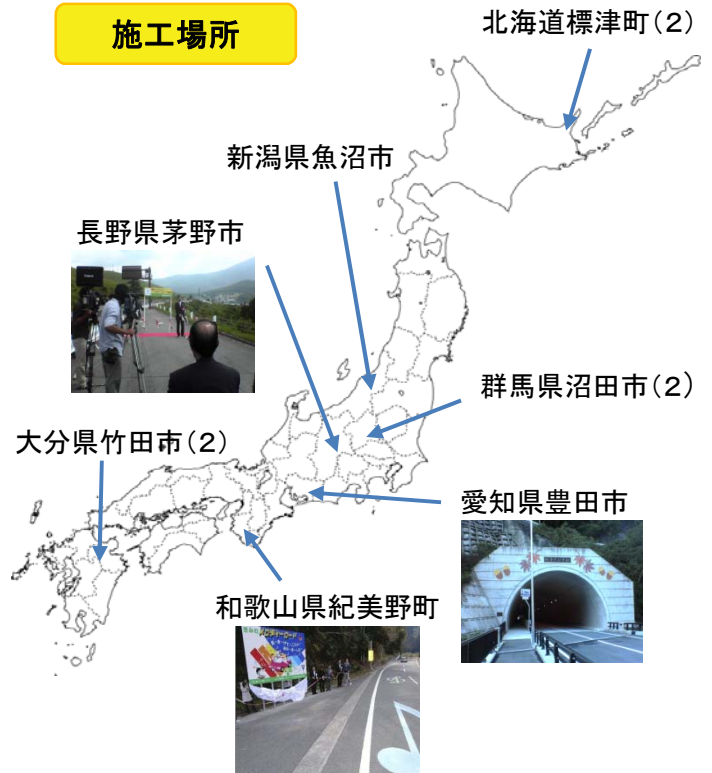 施工場所
北海道標津町(2)
新潟県魚沼市
長野県茅野市
群馬県沼田市(2)
大分県竹田市(2)
愛知県豊田市
和歌山県紀美野町